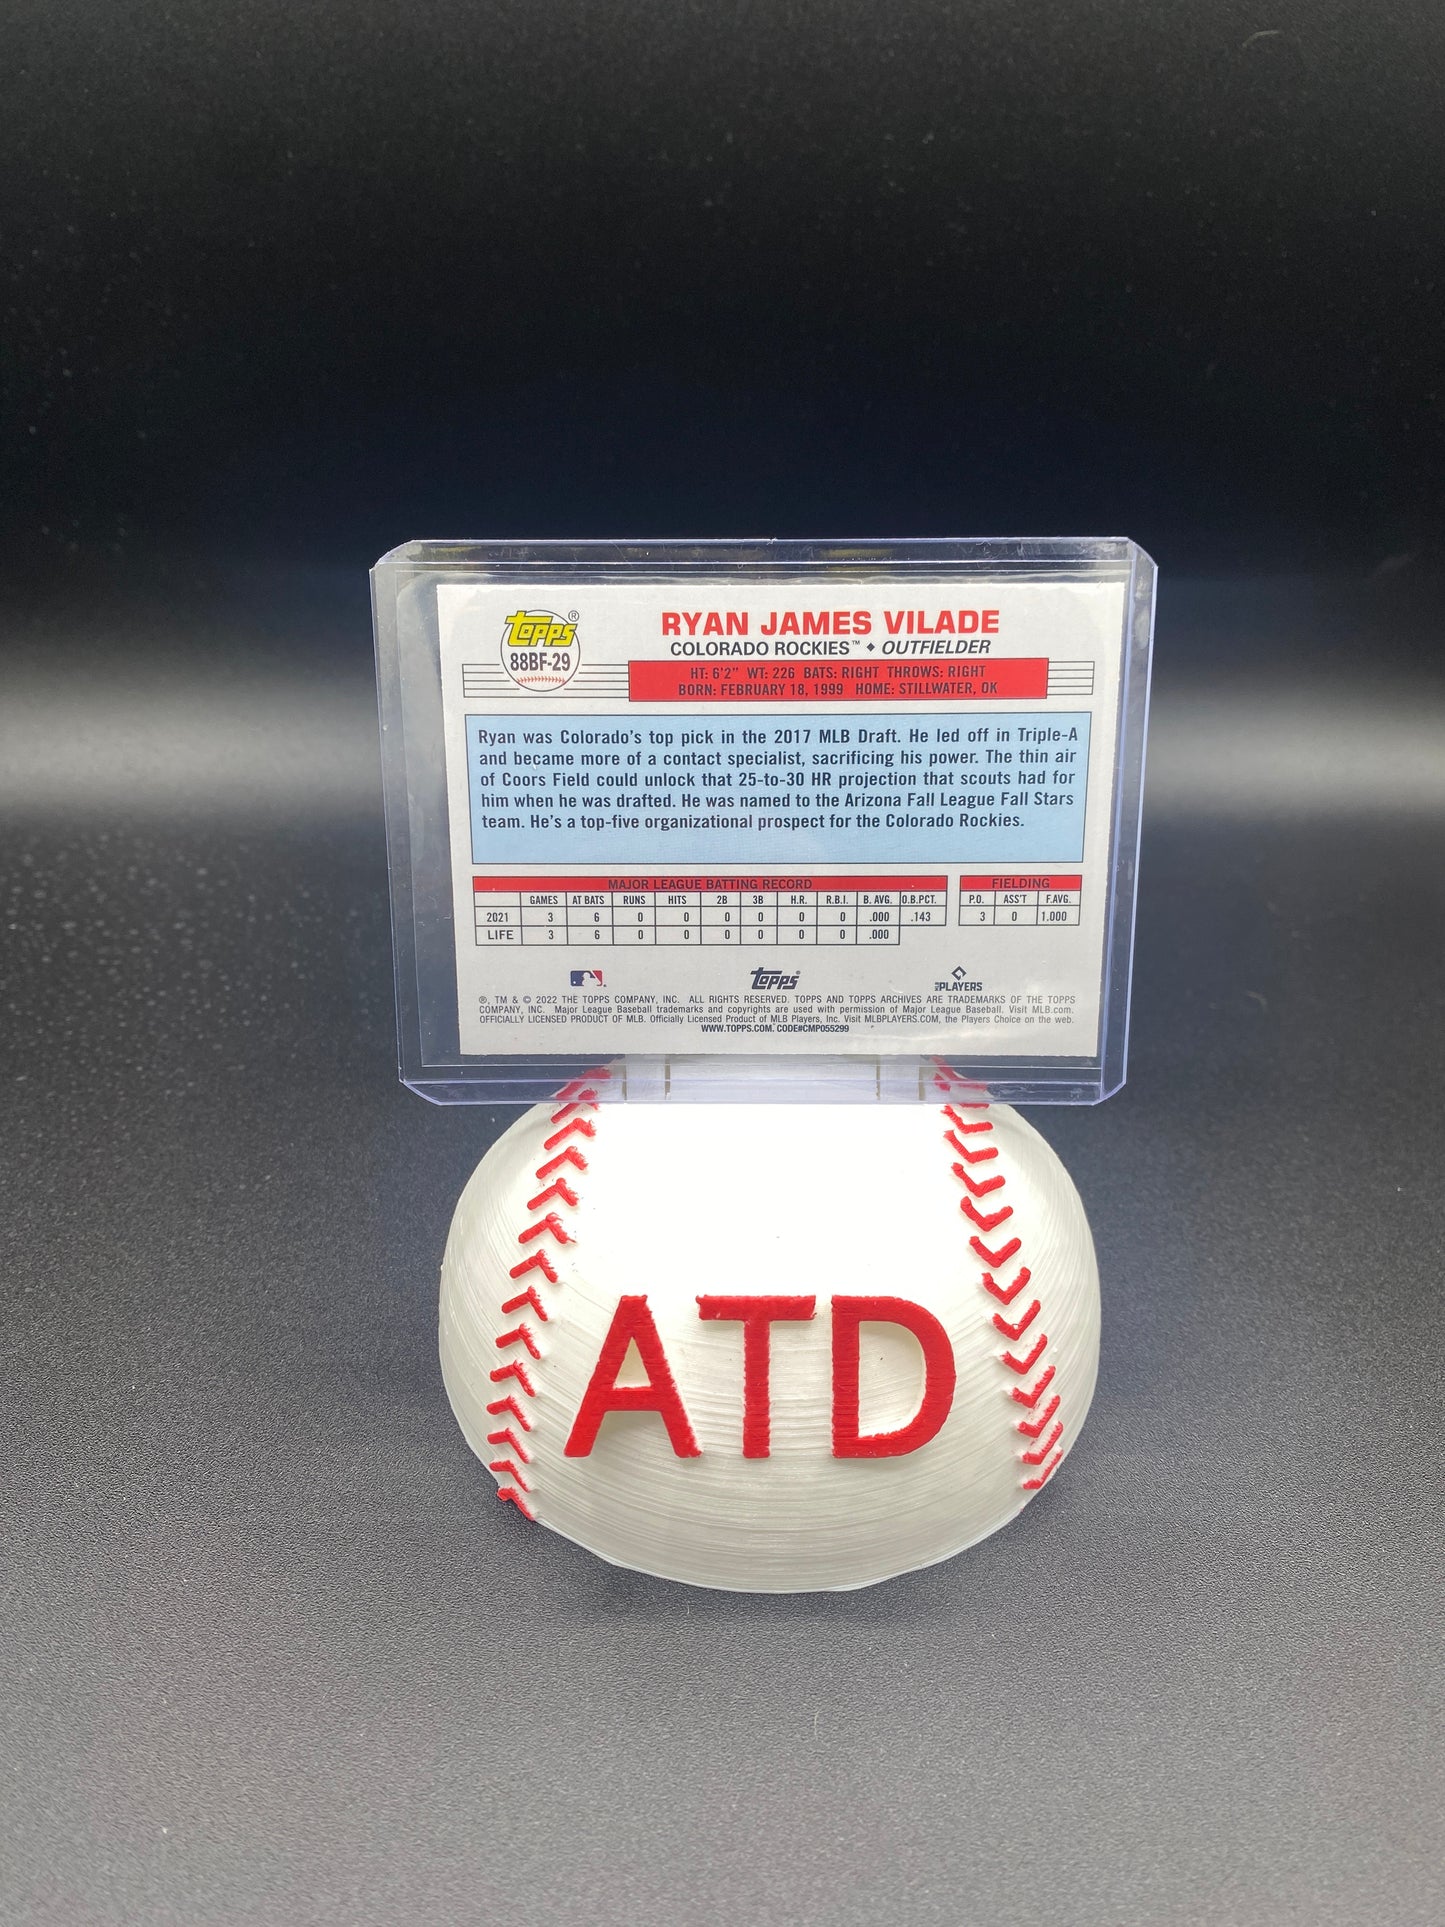 Topps®
88BF-29
RYAN JAMES VILADE
COLORADO ROCKIES™ ◆ OUTFIELDER
HT: 6'2" WT: 226 BATS: RIGHT THROWS: RIGHT
BORN: FEBRUARY 18, 1999 HOME: STILLWATER, OK
Ryan was Colorado's top pick in the 2017 MLB Draft. He led off in Triple-A
and became more of a contact specialist, sacrificing his power. The thin air
of Coors Field could unlock that 25-to-30 HR projection that scouts had for
him when he was drafted. He was named to the Arizona Fall League Fall Stars
team. He's a top-five organizational prospect for the Colorado Rockies.
MAJOR LEAGUE BATTING RECORD
GAMES AT BATS RUNS HITS 2B 3B H.R. R.B.I. B. AVG. O.B.PCT.
2021 3 6 0 0 0 0 0 0 .000 .143
LIFE 3 6 0 0 0 0 0 0 .000
FIELDING
P.O. ASS'T F.AVG.
3 0 1.000
Topps®
PLAYERS
®, TM & © 2022 THE TOPPS COMPANY, INC. ALL RIGHTS RESERVED. TOPPS AND TOPPS ARCHIVES ARE TRADEMARKS OF THE TOPPS
COMPANY, INC. Major League Baseball trademarks and copyrights are used with permission of Major League Baseball. Visit MLB.com.
OFFICIALLY LICENSED PRODUCT OF MLB. Officially Licensed Product of MLB Players, Inc. Visit MLBPLAYERS.COM, the Players Choice on the web.
WWW.TOPPS.COM. CODE#CMP055299
ATD